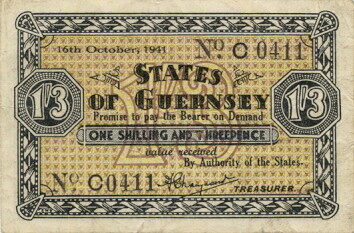 16th October, 1941
No C 0411
STATES
OF GUERNSEY
1/3
1/3
Promise to pay the Bearer on Demand
ONE SHILLING AND THREEPENCE
value received
By Authority of the States.
No C0411
TREASURER.